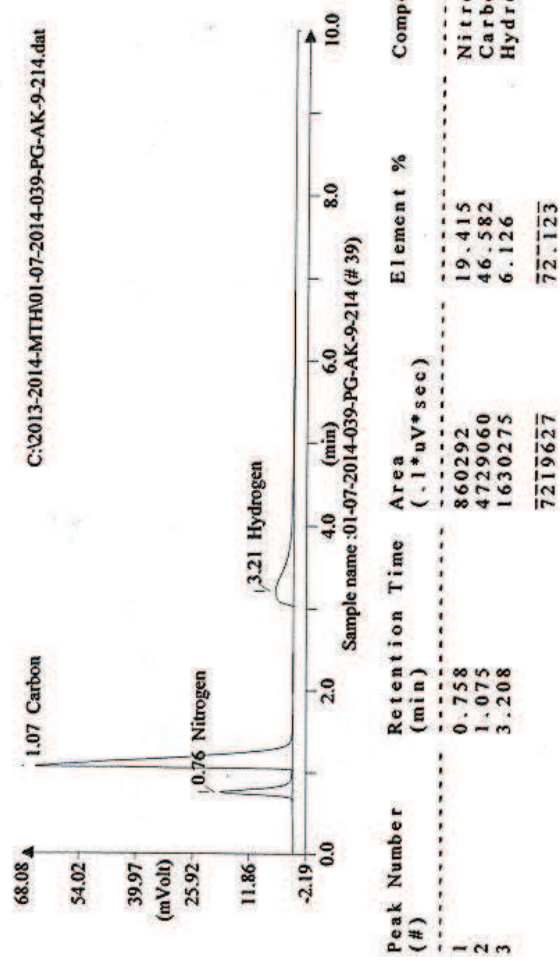 C:\2013-2014-MTH\01-07-2014-039-PG-AK-9-214.dat
68.08
54.02
39.97
(mVolt)
25.92
11.86
-2.19
1.07 Carbon
0.76 Nitrogen
3.21 Hydrogen
0.0 2.0 4.0 (min) 6.0 8.0 10.0
Sample name :01-07-2014-039-PG-AK-9-214 (# 39)
Peak Number Retention Time Area Element % Comp
(#) (min) (.1*uV*sec)
1 0.758 860292 19.415 Nitro
2 1.075 4729060 46.582 Carbo
3 3.208 1630275 6.126 Hydro
7219627 72.123